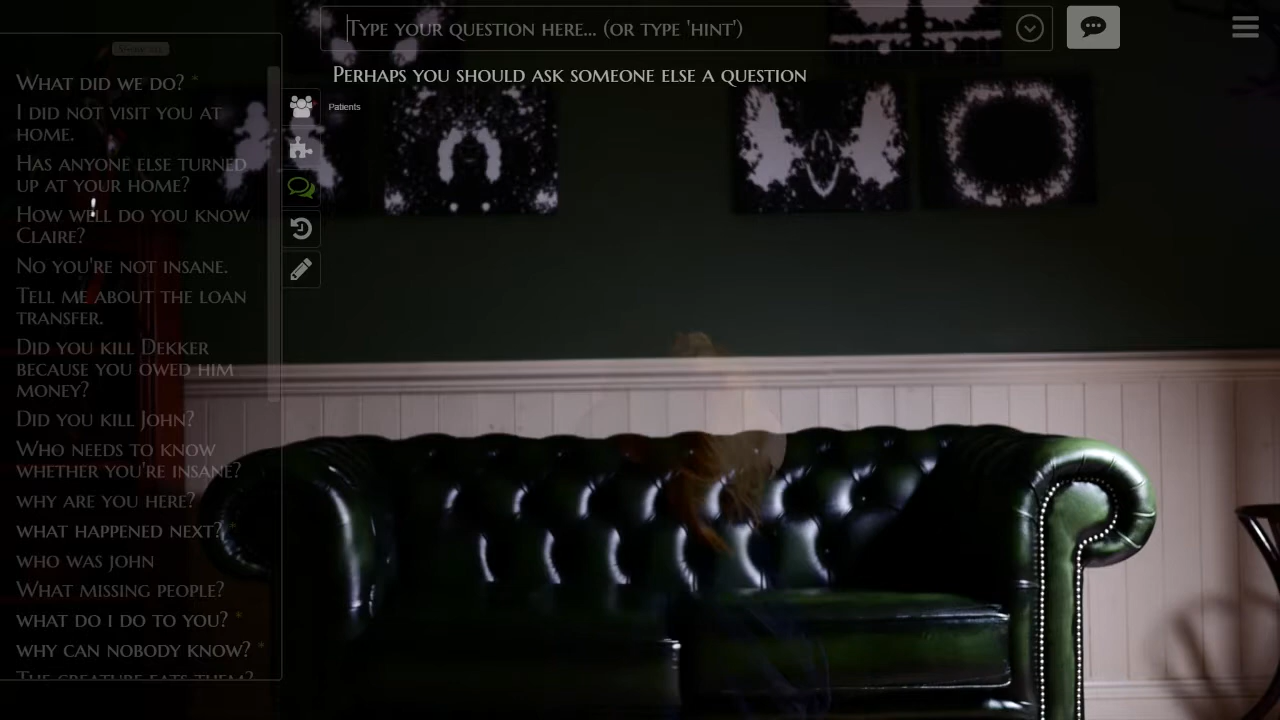 Type your question here... (or type 'hint')
Perhaps you should ask someone else a question
Patients
What did we do? *
I did not visit you at
home.
Has anyone else turned
up at your home?
How well do you know
Claire?
No you're not insane.
Tell me about the loan
transfer.
Did you kill Dekker
because you owed him
money?
Did you kill John?
Who needs to know
whether you're insane?
why are you here?
what happened next? *
who was John
What missing people?
what do I do to you? *
why can nobody know? *
The creature eats them?